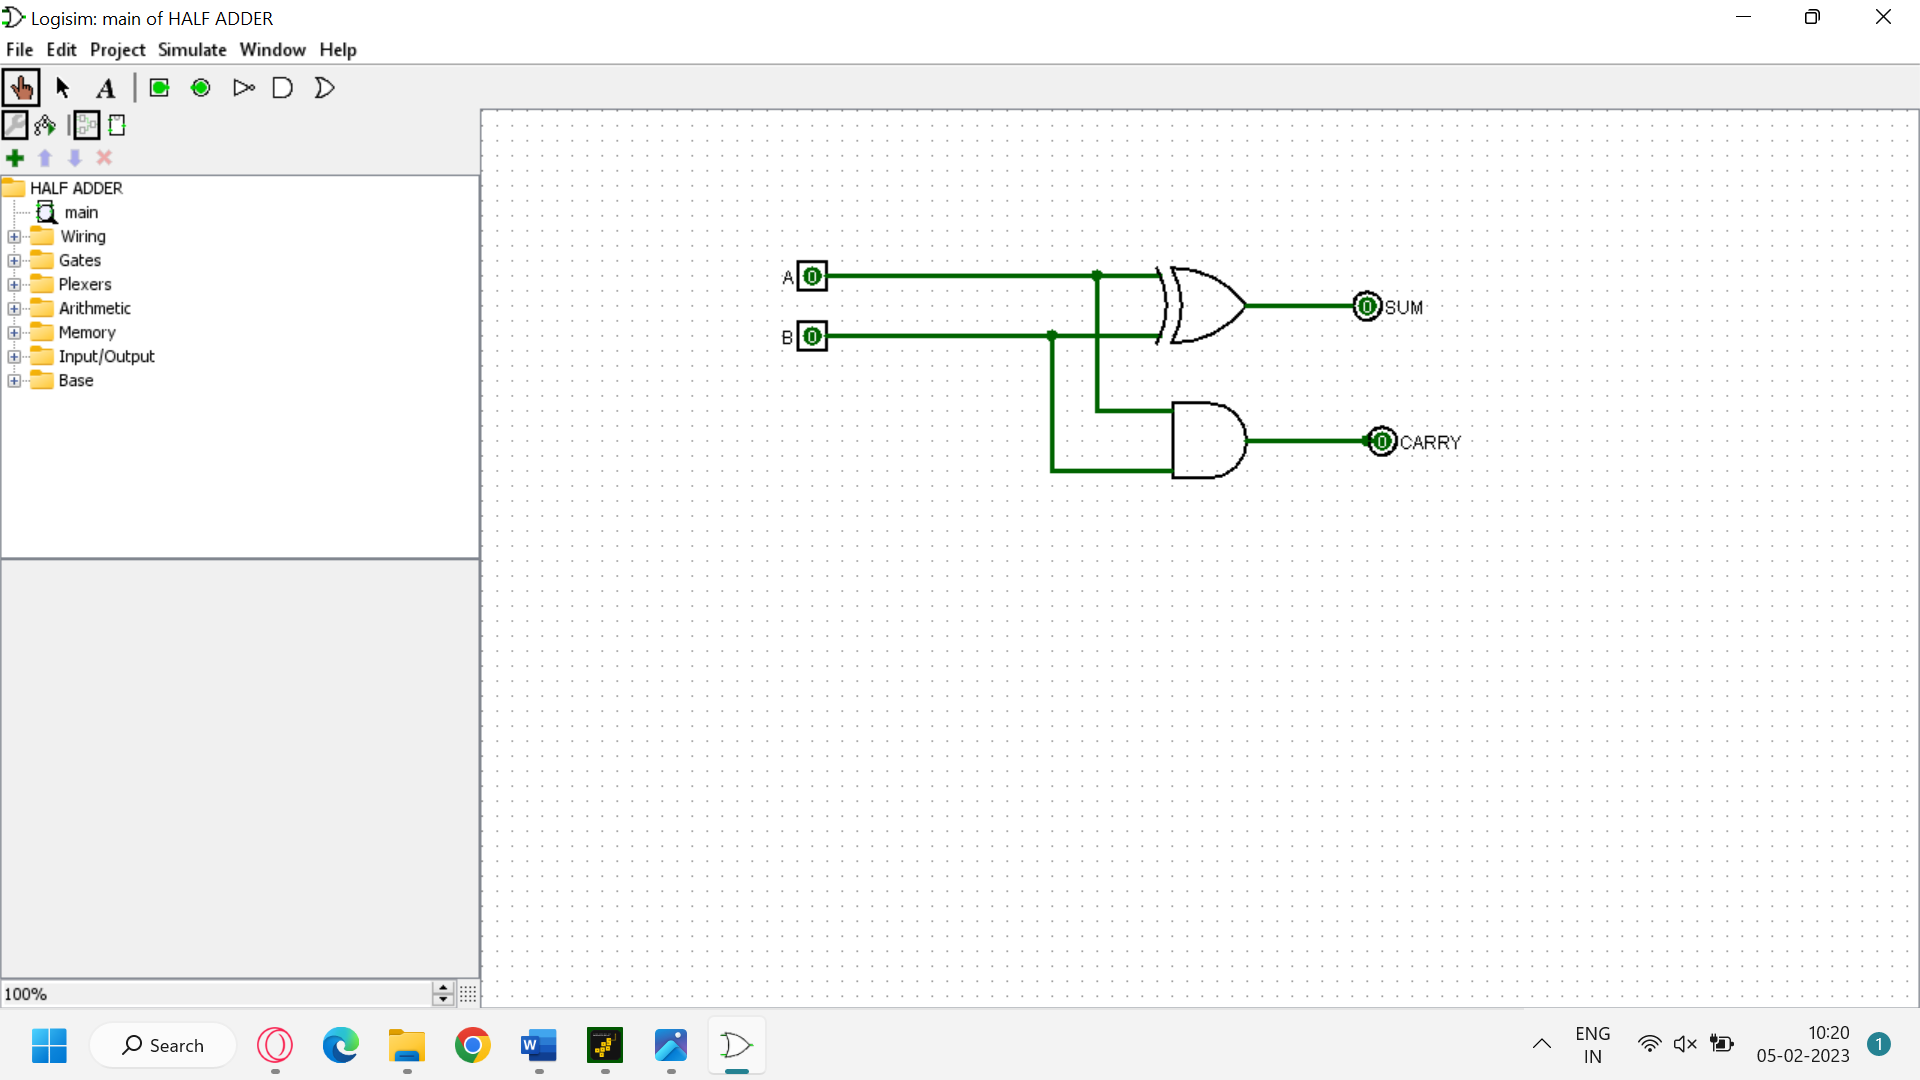 Logisim: main of HALF ADDER
File Edit Project Simulate Window Help
A
HALF ADDER
main
Wiring
Gates
Plexers
Arithmetic
Memory
Input/Output
Base
A 0
B 0
0 SUM
0 CARRY
100%
Search
W
ENG
IN
10:20
05-02-2023
1